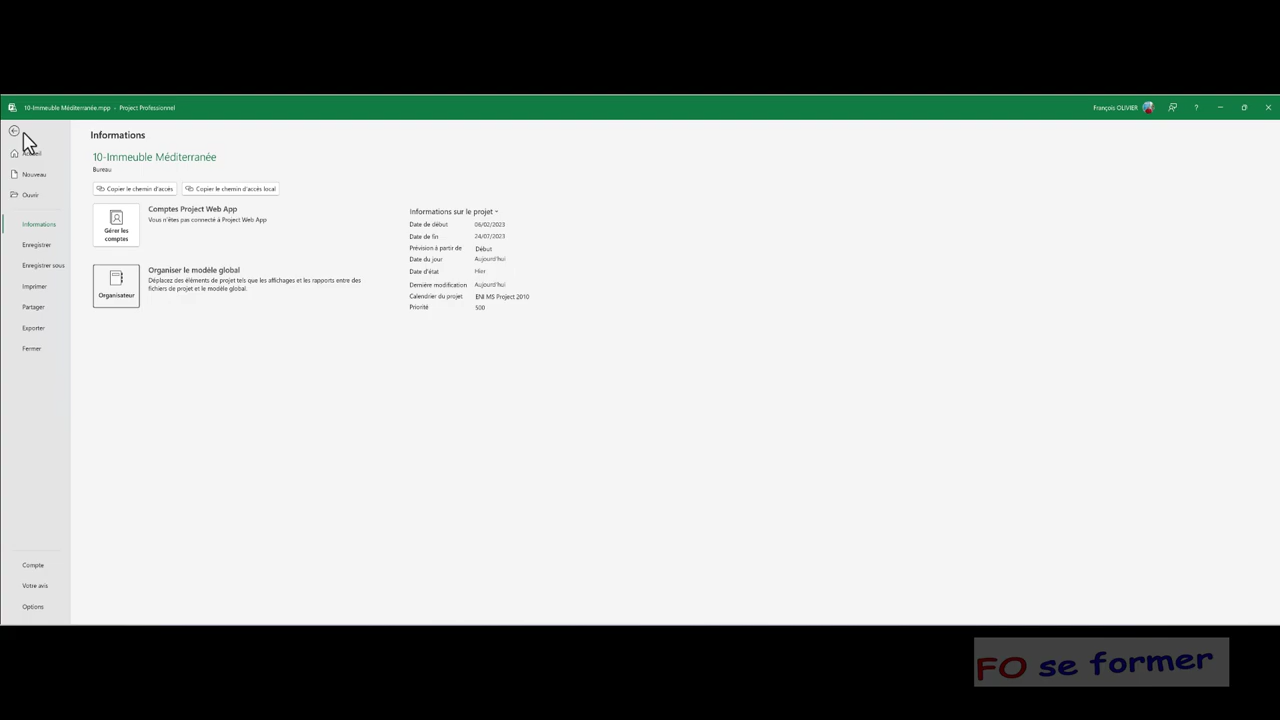 10-Immeuble Méditerranée.mpp - Project Professionnel
François OLIVIER
?
Accueil
Nouveau
Ouvrir
Informations
Enregistrer
Enregistrer sous
Imprimer
Partager
Exporter
Fermer
Compte
Votre avis
Options
Informations
10-Immeuble Méditerranée
Bureau
Copier le chemin d'accès
Copier le chemin d'accès local
Gérer les comptes
Comptes Project Web App
Vous n'êtes pas connecté à Project Web App
Organisateur
Organiser le modèle global
Déplacez des éléments de projet tels que les affichages et les rapports entre des
fichiers de projet et le modèle global.
Informations sur le projet
Date de début 06/02/2023
Date de fin 24/07/2023
Prévision à partir de Début
Date du jour Aujourd'hui
Date d'état Hier
Dernière modification Aujourd'hui
Calendrier du projet ENI MS Project 2010
Priorité 500
FO se former